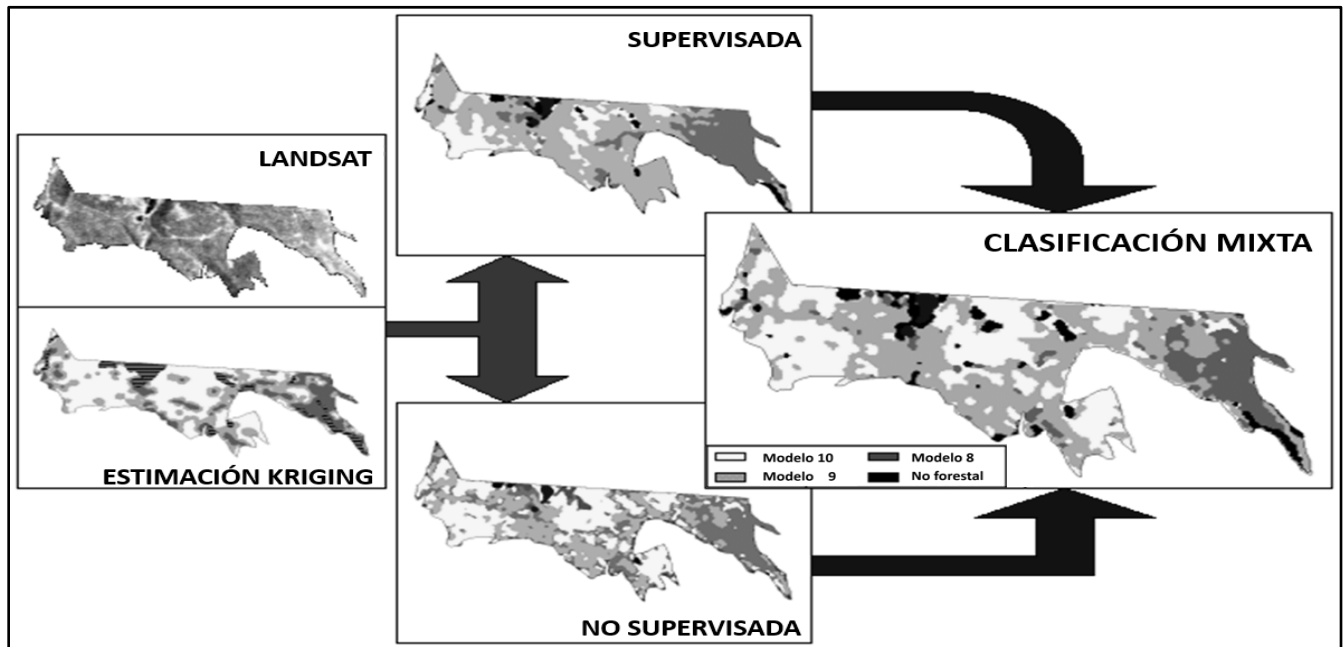 LANDSAT
ESTIMACIÓN KRIGING
SUPERVISADA
NO SUPERVISADA
CLASIFICACIÓN MIXTA
Modelo 10
Modelo 8
Modelo 9
No forestal